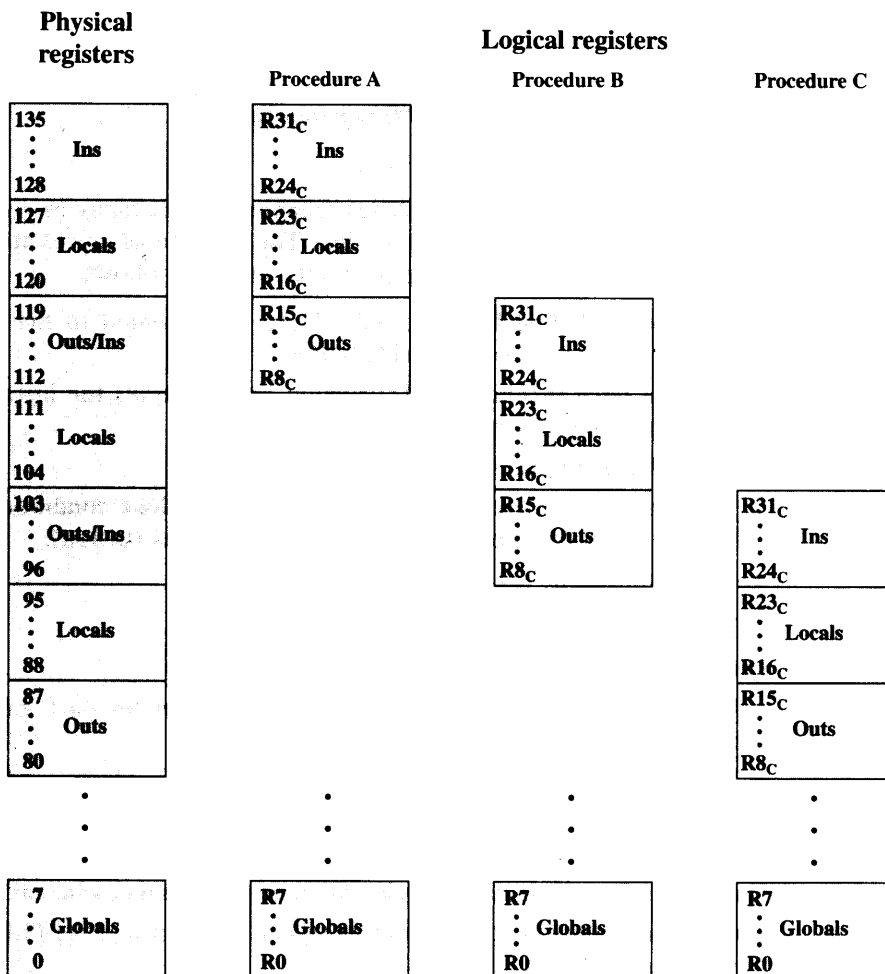 Physical
registers
Logical registers
Procedure A
Procedure B
Procedure C
135
Ins
128
127
Locals
120
119
Outs/Ins
112
111
Locals
104
103
Outs/Ins
96
95
Locals
88
87
Outs
80
7
Globals
0
R31C
Ins
R24C
R23C
Locals
R16C
R15C
Outs
R8C
R7
Globals
R0
R31C
Ins
R24C
R23C
Locals
R16C
R15C
Outs
R8C
R7
Globals
R0
R31C
Ins
R24C
R23C
Locals
R16C
R15C
Outs
R8C
R7
Globals
R0